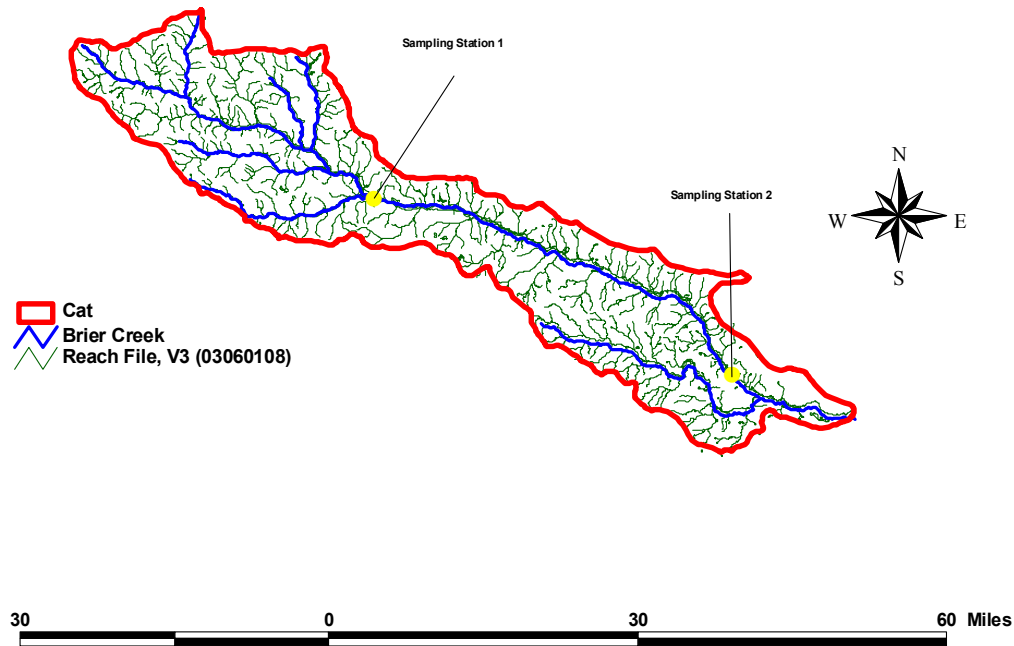 Sampling Station 1
Sampling Station 2
N
W E
S
Cat
Brier Creek
Reach File, V3 (03060108)
30 0 30 60 Miles